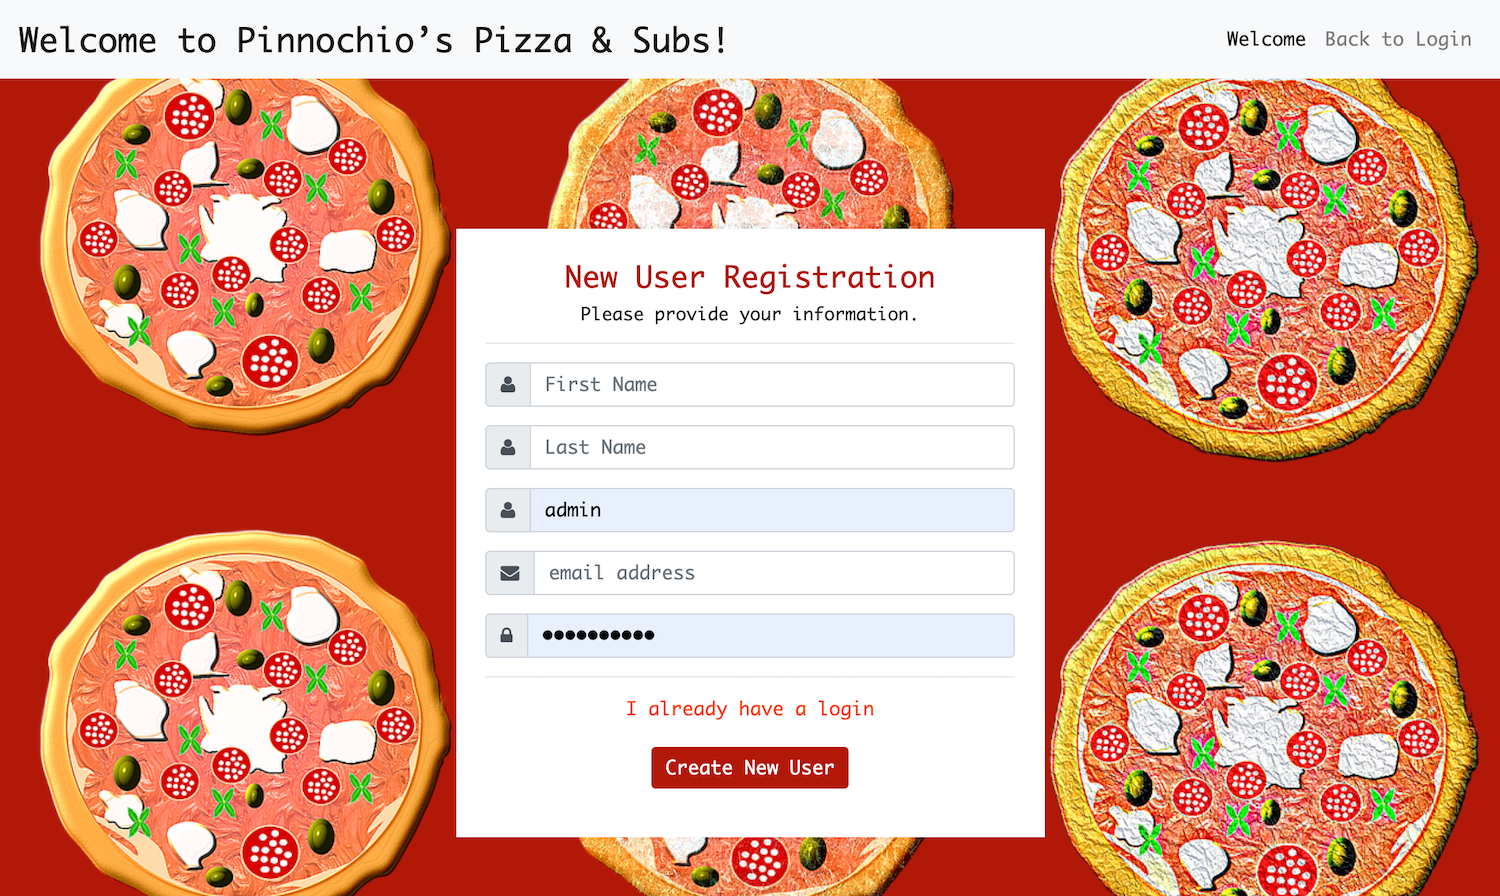 Welcome to Pinnochio’s Pizza & Subs!
Welcome Back to Login
New User Registration
Please provide your information.
First Name
Last Name
admin
email address
••••••••••
I already have a login
Create New User